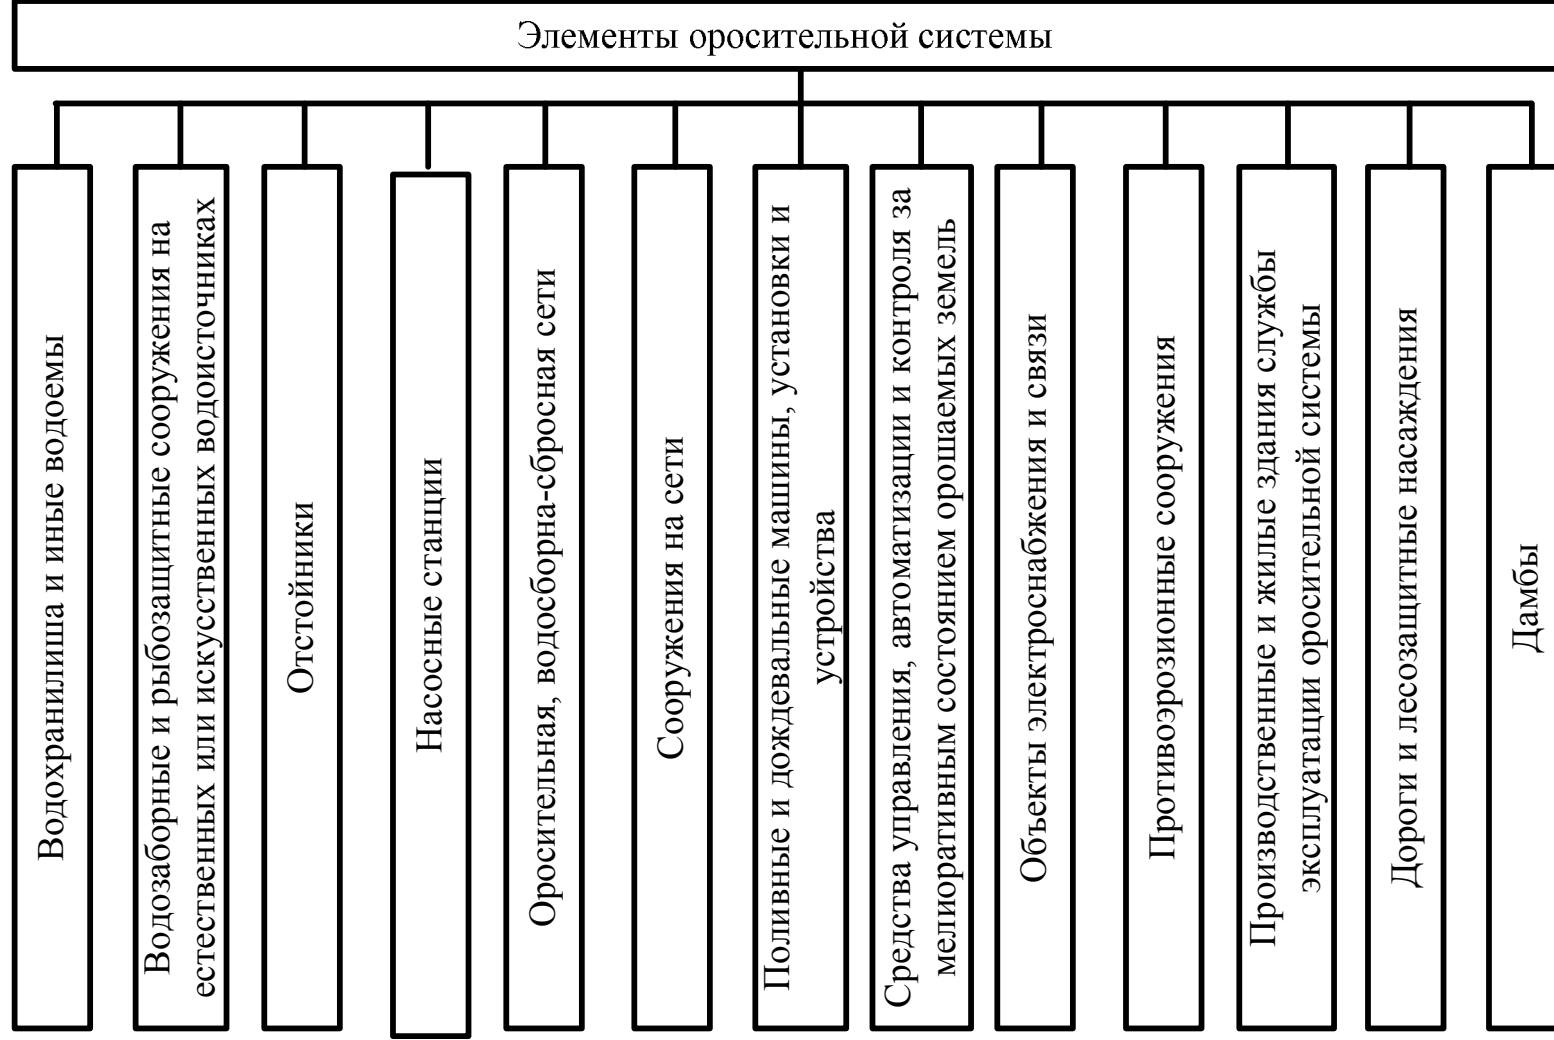 Элементы оросительной системы
Водохранилиша и иные водоемы
Водозаборные и рыбозащитные сооружения на
естественных или искусственных водоисточниках
Отстойники
Насосные станции
Оросительная, водосборна-сбросная сети
Сооружения на сети
Поливные и дождевальные машины, установки и
устройства
Средства управления, автоматизации и контроля за
мелиоративным состоянием орошаемых земель
Объекты электроснабжения и связи
Противоэрозионные сооружения
Производственные и жилые здания службы
эксплуатации оросительной системы
Дороги и лесозащитные насаждения
Дамбы